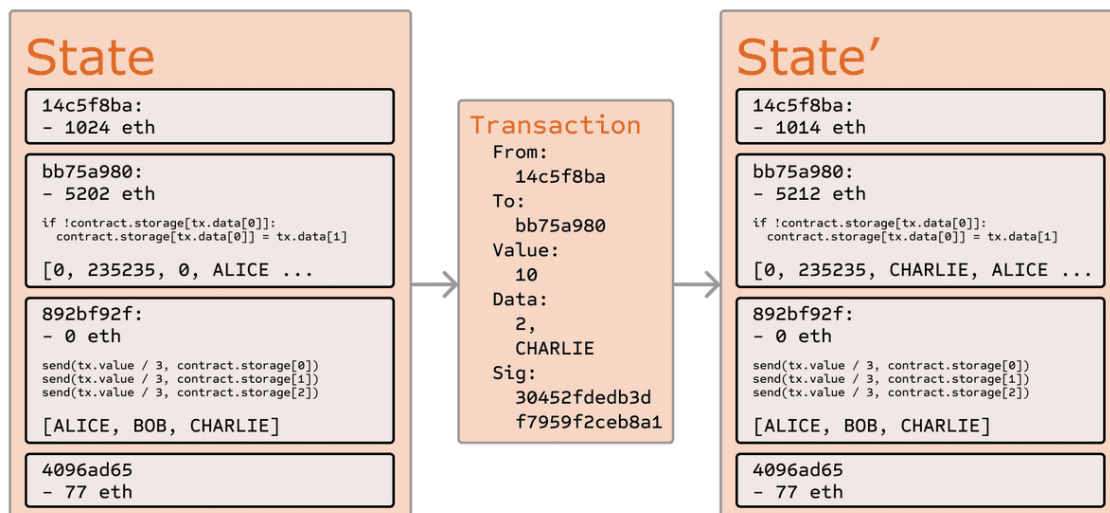 State
14c5f8ba:
- 1024 eth
bb75a980:
- 5202 eth
if !contract.storage[tx.data[0]]:
contract.storage[tx.data[0]] = tx.data[1]
[0, 235235, 0, ALICE ...
892bf92f:
- 0 eth
send(tx.value / 3, contract.storage[0])
send(tx.value / 3, contract.storage[1])
send(tx.value / 3, contract.storage[2])
[ALICE, BOB, CHARLIE]
4096ad65
- 77 eth
Transaction
From:
14c5f8ba
To:
bb75a980
Value:
10
Data:
2,
CHARLIE
Sig:
30452fdedb3d
f7959f2ceb8a1
State′
14c5f8ba:
- 1014 eth
bb75a980:
- 5212 eth
if !contract.storage[tx.data[0]]:
contract.storage[tx.data[0]] = tx.data[1]
[0, 235235, CHARLIE, ALICE ...
892bf92f:
- 0 eth
send(tx.value / 3, contract.storage[0])
send(tx.value / 3, contract.storage[1])
send(tx.value / 3, contract.storage[2])
[ALICE, BOB, CHARLIE]
4096ad65
- 77 eth